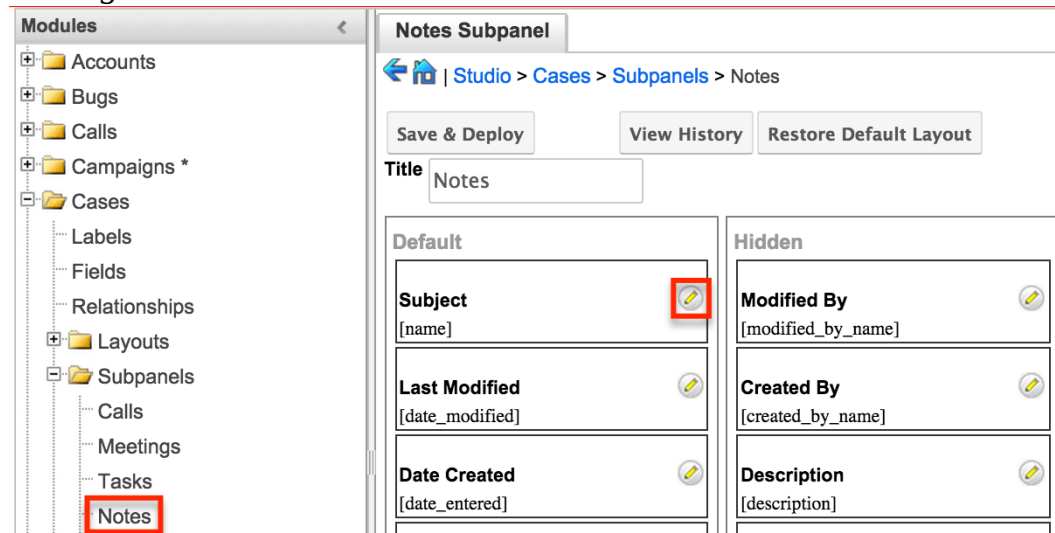 Modules
Accounts
Bugs
Calls
Campaigns *
Cases
Labels
Fields
Relationships
Layouts
Subpanels
Calls
Meetings
Tasks
Notes
Notes Subpanel
| Studio > Cases > Subpanels > Notes
Save & Deploy View History Restore Default Layout
Title Notes
Default
Subject
[name]
Last Modified
[date_modified]
Date Created
[date_entered]
Hidden
Modified By
[modified_by_name]
Created By
[created_by_name]
Description
[description]